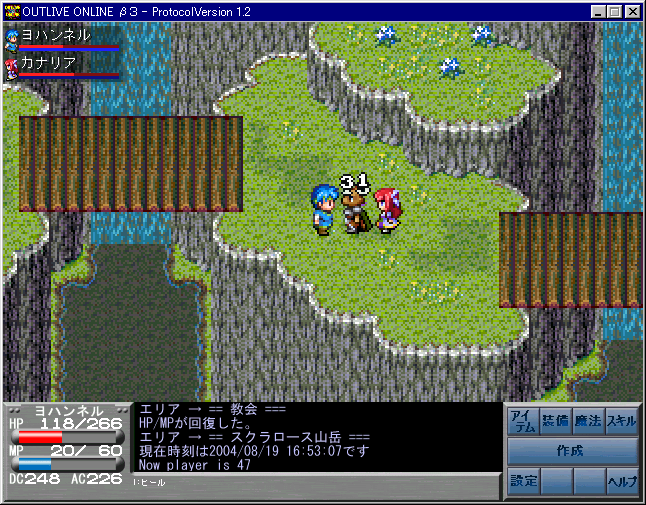 OUTLIVE ONLINE β3 - ProtocolVersion 1.2
ヨハンネル
カナリア
31
ヨハンネル
HP 118/266
MP 20/ 60
DC248 AC226
エリア → == 教会 ===
HP/MPが回復した。
エリア → == スクラロース山岳 ===
現在時刻は2004/08/19 16:53:07です
Now player is 47
1:ヒール
アイテム 装備 魔法 スキル
作成
設定 ヘルプ